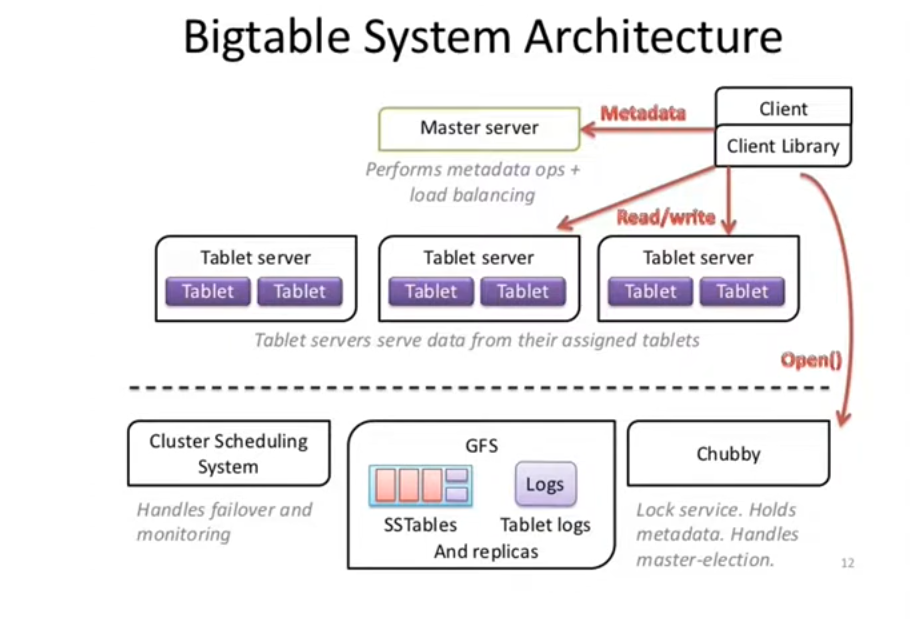 Bigtable System Architecture
Metadata
Client
Client Library
Master server
Performs metadata ops +
load balancing
Read/write
Tablet server
Tablet Tablet
Tablet server
Tablet Tablet
Tablet server
Tablet Tablet
Tablet servers serve data from their assigned tablets
Open()
Cluster Scheduling
System
Handles failover and
monitoring
GFS
Logs
SSTables
Tablet logs
And replicas
Chubby
Lock service. Holds
metadata. Handles
master-election.
12